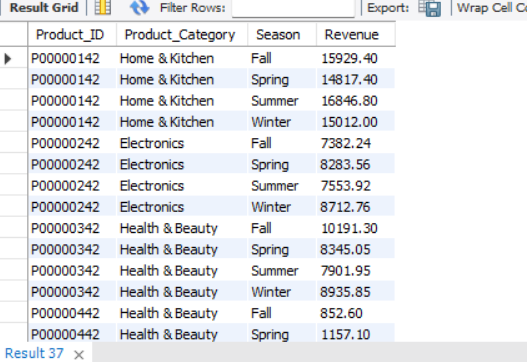 Result Grid Filter Rows: Export: Wrap Cell Co
Product_ID Product_Category Season Revenue
P00000142 Home & Kitchen Fall 15929.40
P00000142 Home & Kitchen Spring 14817.40
P00000142 Home & Kitchen Summer 16846.80
P00000142 Home & Kitchen Winter 15012.00
P00000242 Electronics Fall 7382.24
P00000242 Electronics Spring 8283.56
P00000242 Electronics Summer 7553.92
P00000242 Electronics Winter 8712.76
P00000342 Health & Beauty Fall 10191.30
P00000342 Health & Beauty Spring 8345.05
P00000342 Health & Beauty Summer 7901.95
P00000342 Health & Beauty Winter 8935.85
P00000442 Health & Beauty Fall 852.60
P00000442 Health & Beauty Spring 1157.10
Result 37 ×